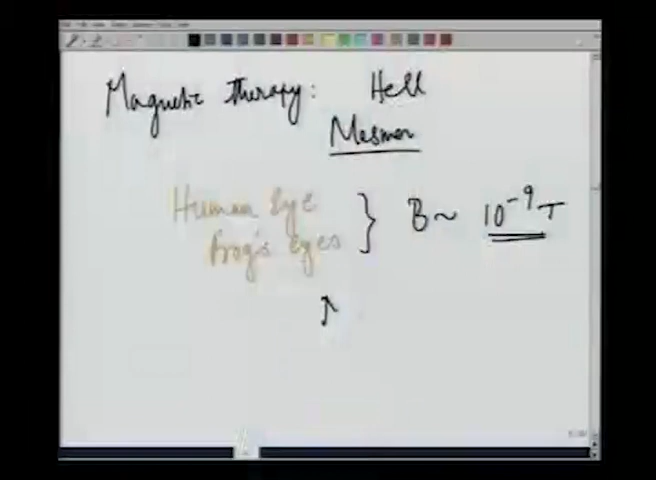 Magnetic therapy: Hell
Mesmer
Human Eye
Frog's Eyes } B ~ 10⁻⁹ T